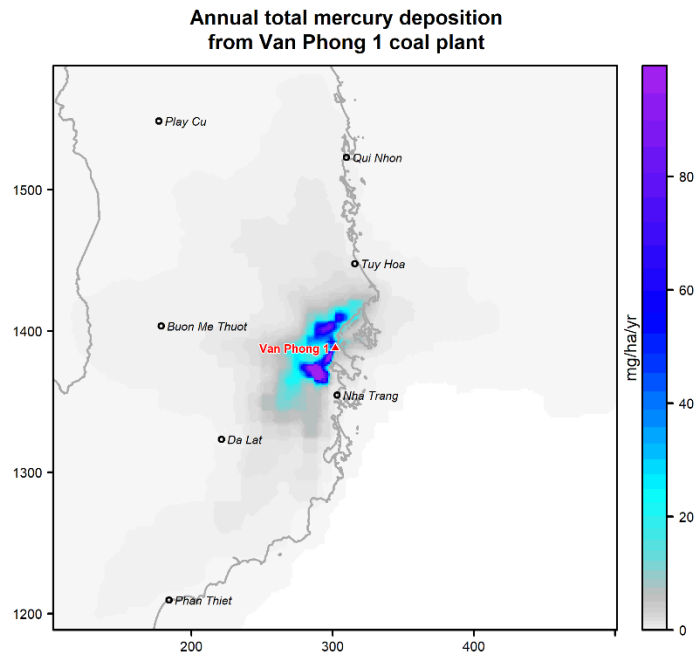 Annual total mercury deposition
from Van Phong 1 coal plant
Play Cu
Qui Nhon
Tuy Hoa
Buon Me Thuot
Van Phong 1
Nha Trang
Da Lat
Phan Thiet
1500
1400
1300
1200
200
300
400
80
60
40
20
0
mg/ha/yr